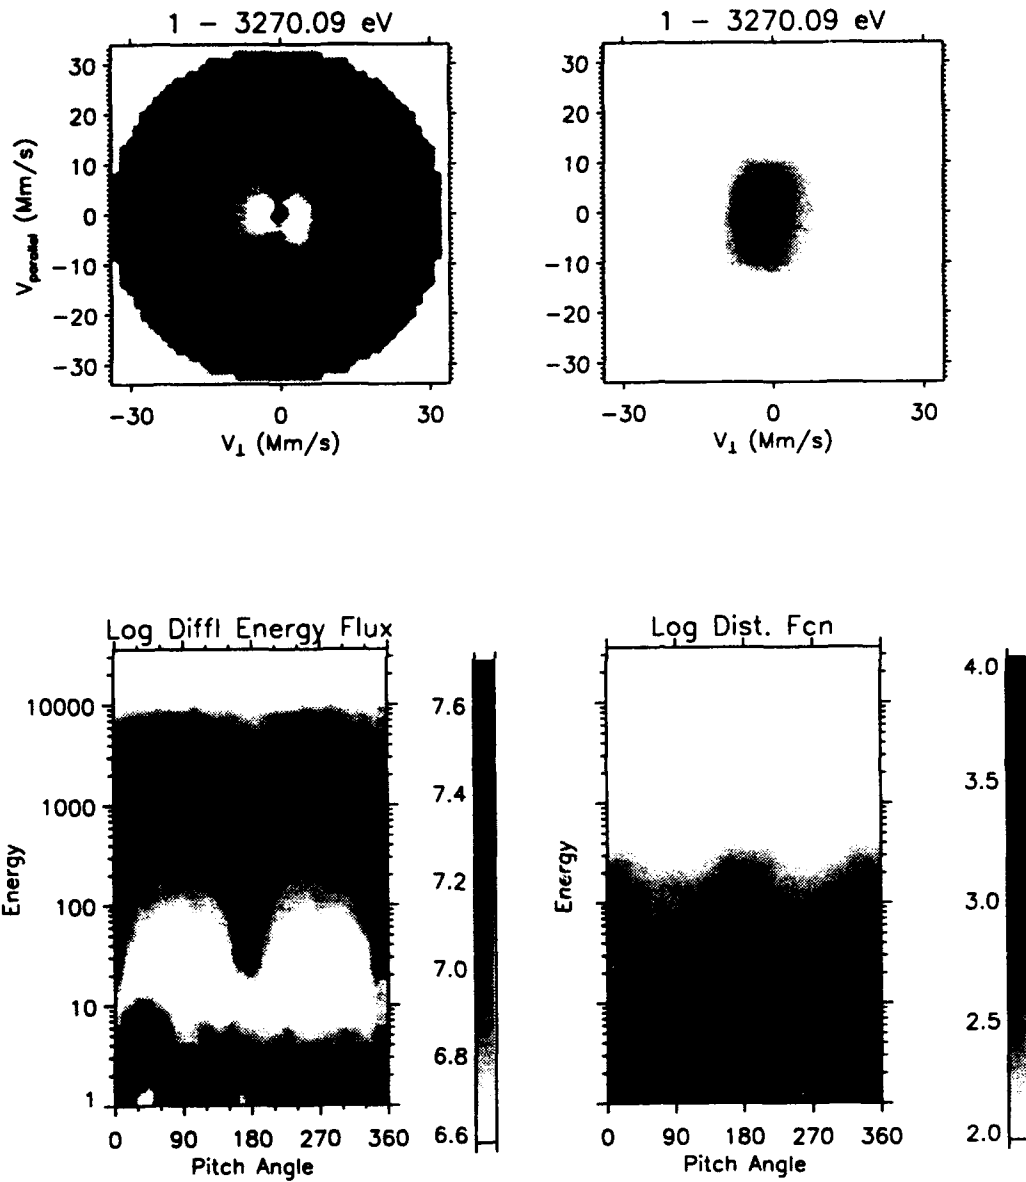 1 - 3270.09 eV
0
30
20
10
0
-10
-20
-30
V_parallel (Mm/s)
-30 0 30
V⊥ (Mm/s)
1 - 3270.09 eV
0
30
20
10
0
-10
-20
-30
-30 0 30
V⊥ (Mm/s)
Log Diffl Energy Flux
10000
1000
100
10
1
Energy
0 90 180 270 360
Pitch Angle
7.6
7.4
7.2
7.0
6.8
6.6
Log Dist. Fcn
Energy
0 90 180 270 360
Pitch Angle
4.0
3.5
3.0
2.5
2.0